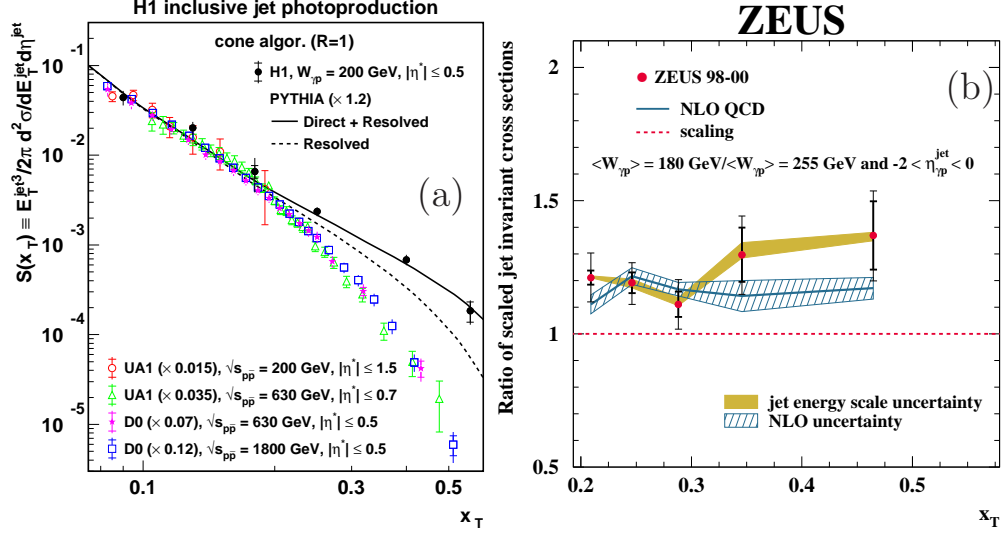 H1 inclusive jet photoproduction
S(x_T) ≡ E_T^jet3/2π d²σ/dE_T^jet dη^jet
10^-1
10^-2
10^-3
10^-4
10^-5
cone algor. (R=1)
H1, W_γp = 200 GeV, |η*| ≤ 0.5
PYTHIA (× 1.2)
Direct + Resolved
Resolved
(a)
UA1 (× 0.015), √s_pp̄ = 200 GeV, |η*| ≤ 1.5
UA1 (× 0.035), √s_pp̄ = 630 GeV, |η*| ≤ 0.7
D0 (× 0.07), √s_pp̄ = 630 GeV, |η*| ≤ 0.5
D0 (× 0.12), √s_pp̄ = 1800 GeV, |η*| ≤ 0.5
0.1 0.3 0.5
x_T
ZEUS
Ratio of scaled jet invariant cross sections
2
1.5
1
0.5
ZEUS 98-00
NLO QCD
scaling
(b)
<W_γp> = 180 GeV/<W_γp> = 255 GeV and -2 < η_γp^jet < 0
jet energy scale uncertainty
NLO uncertainty
0.2 0.3 0.4 0.5
x_T